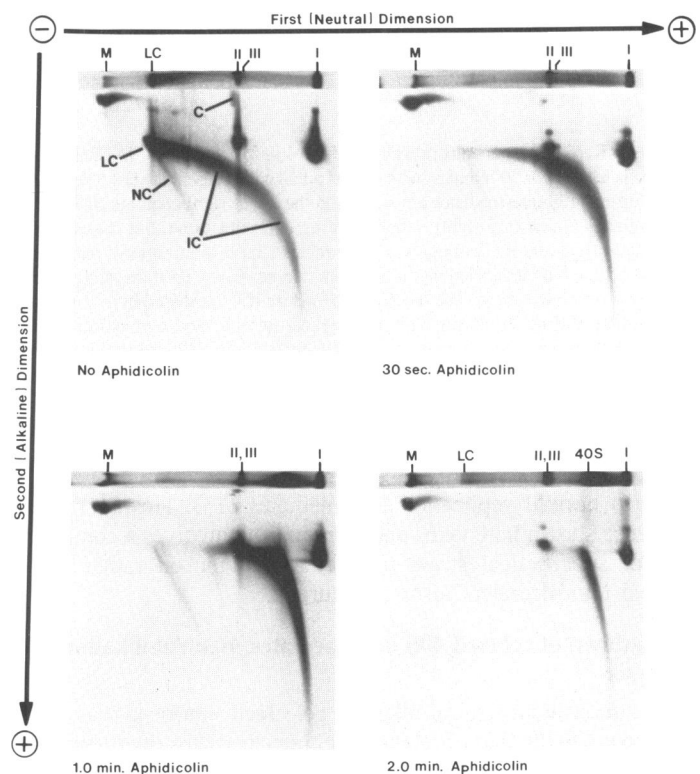 First (Neutral) Dimension
− +
M LC II III I
C
LC
NC
IC
No Aphidicolin
M II III I
30 sec. Aphidicolin
Second (Alkaline) Dimension
M II, III I
1.0 min. Aphidicolin
M LC II, III 40S I
2.0 min. Aphidicolin
+